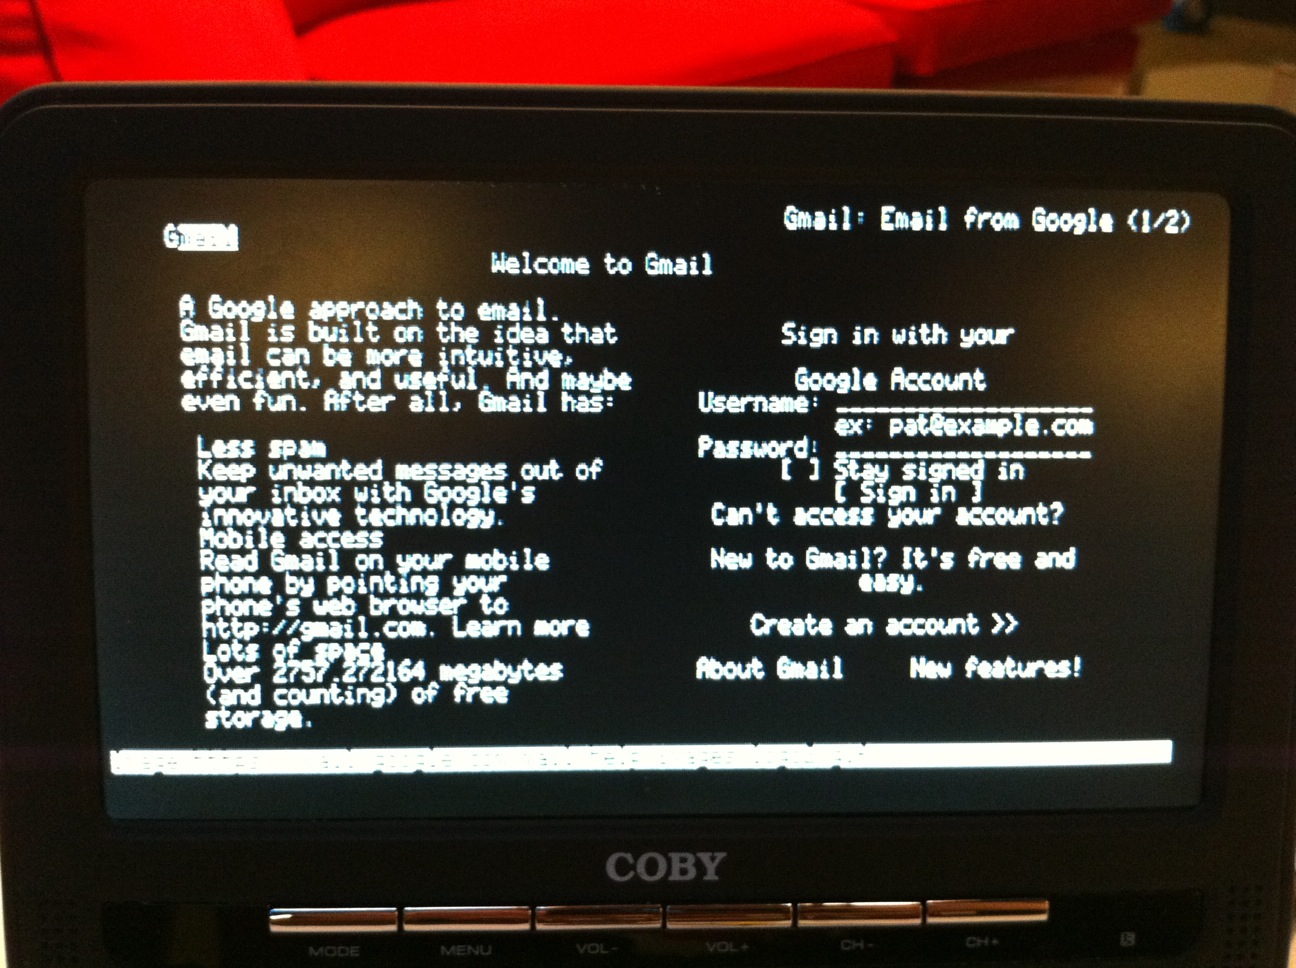 Gmail
Gmail: Email from Google (1/2)
Welcome to Gmail
A Google approach to email.
Gmail is built on the idea that
email can be more intuitive,
efficient, and useful. And maybe
even fun. After all, Gmail has:
Less spam
Keep unwanted messages out of
your inbox with Google's
innovative technology.
Mobile access
Read Gmail on your mobile
phone by pointing your
phone's web browser to
http://gmail.com. Learn more
Lots of space
Over 2757.272164 megabytes
(and counting) of free
storage.
Sign in with your
Google Account
Username: ___________________
ex: pat@example.com
Password: ___________________
[ ] Stay signed in
[ Sign in ]
Can't access your account?
New to Gmail? It's free and
easy.
Create an account >>
About Gmail New features!
COBY
MODE MENU VOL- VOL+ CH- CH+